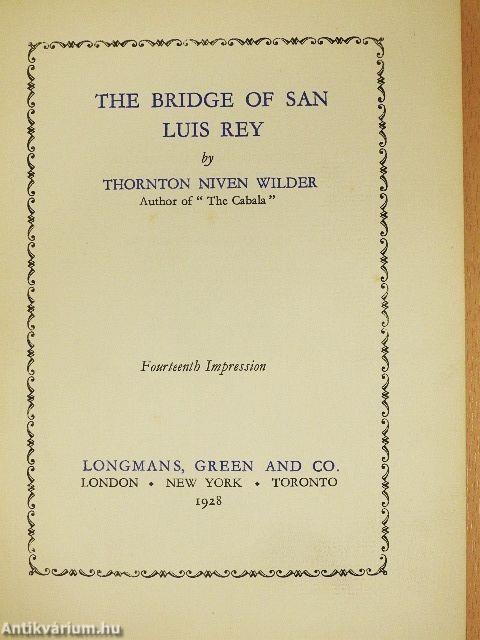 THE BRIDGE OF SAN
LUIS REY
by
THORNTON NIVEN WILDER
Author of “ The Cabala ”
Fourteenth Impression
LONGMANS, GREEN AND CO.
LONDON • NEW YORK • TORONTO
1928
Antikvárium.hu